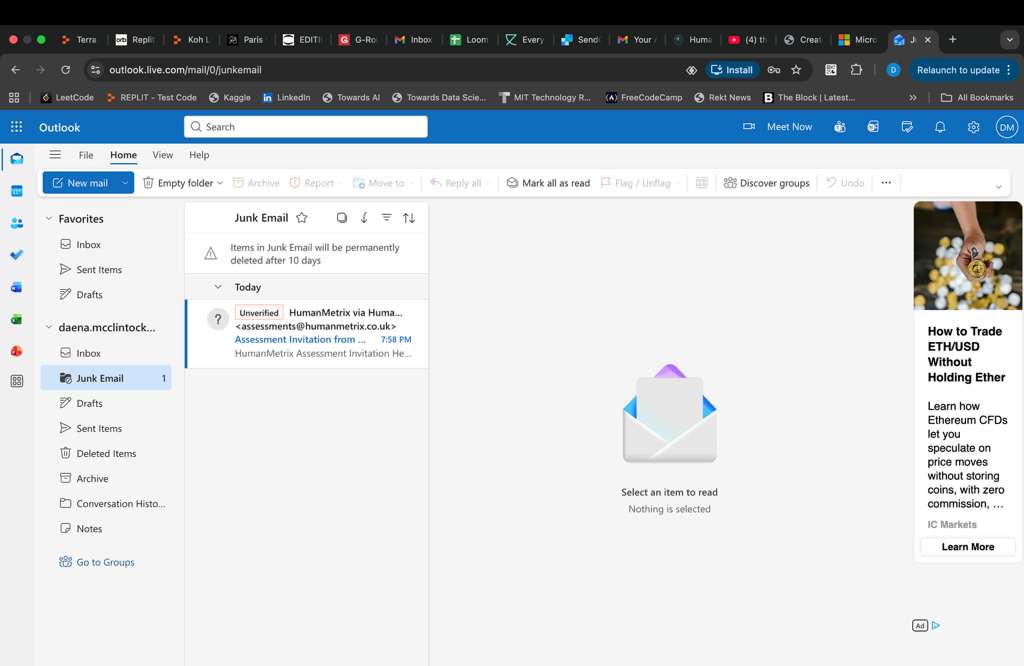 Terra
orb Replit
Koh L
Paris
EDITI
G G-Ro
Inbox
Loom
Every
Send
Your
Huma
(4) th
Creat
Micro
outlook.live.com/mail/0/junkemail
Install
D
Relaunch to update
LeetCode
REPLIT - Test Code
Kaggle
in LinkedIn
Towards AI
Towards Data Scie...
MIT Technology R...
FreeCodeCamp
Rekt News
B The Block | Latest...
»
All Bookmarks
Outlook
Search
Meet Now
DM
File
Home
View
Help
New mail
Empty folder
Archive
Report
Move to
Reply all
Mark all as read
Flag / Unflag
Discover groups
Undo
...
Favorites
Inbox
Sent Items
Drafts
daena.mcclintock...
Inbox
Junk Email 1
Drafts
Sent Items
Deleted Items
Archive
Conversation Histo...
Notes
Go to Groups
Junk Email
Items in Junk Email will be permanently
deleted after 10 days
Today
?
Unverified HumanMetrix via Huma...
<assessments@humanmetrix.co.uk>
Assessment Invitation from ... 7:58 PM
HumanMetrix Assessment Invitation He...
Select an item to read
Nothing is selected
How to Trade
ETH/USD
Without
Holding Ether
Learn how
Ethereum CFDs
let you
speculate on
price moves
without storing
coins, with zero
commission, ...
IC Markets
Learn More
Ad